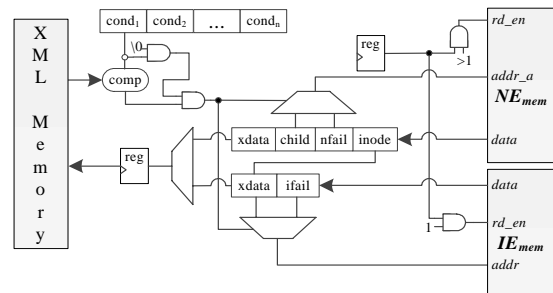 XML Memory
cond1 cond2 ... condn
\0
comp
reg
>1
rd_en
addr_a
NEmem
data
xdata child nfail inode
reg
xdata ifail
data
1
rd_en
IEmem
addr